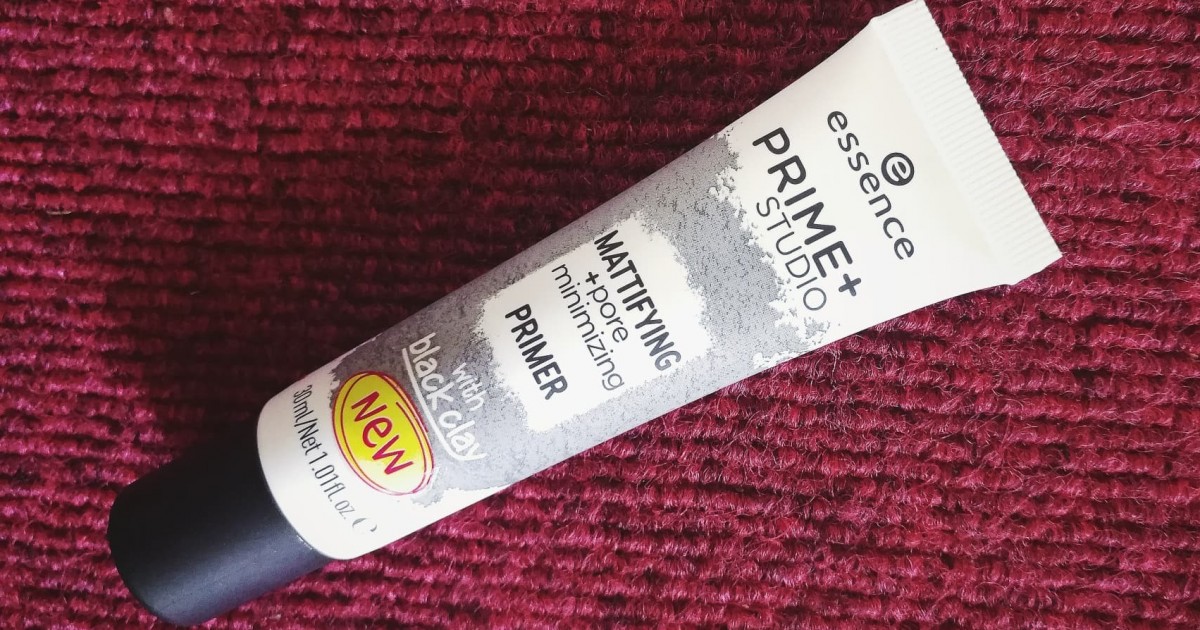 essence
PRIME+
STUDIO
MATTIFYING
+pore
minimizing
PRIMER
with
black clay
New
30ml/Net 1.01fl.oz.